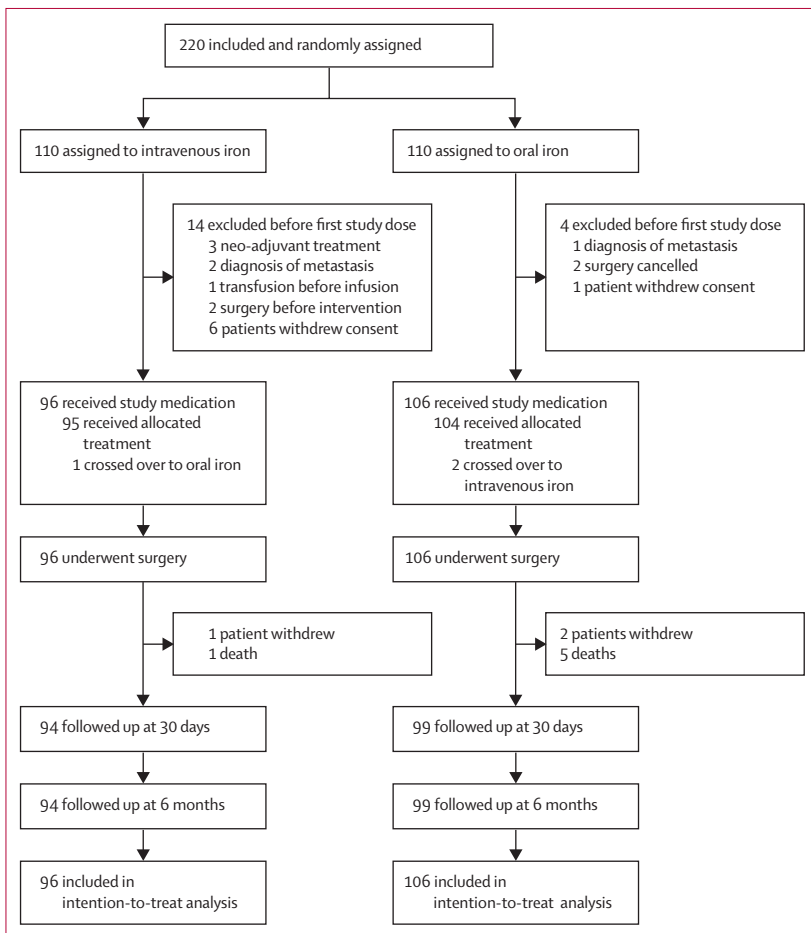 220 included and randomly assigned
110 assigned to intravenous iron
110 assigned to oral iron
14 excluded before first study dose
3 neo-adjuvant treatment
2 diagnosis of metastasis
1 transfusion before infusion
2 surgery before intervention
6 patients withdrew consent
4 excluded before first study dose
1 diagnosis of metastasis
2 surgery cancelled
1 patient withdrew consent
96 received study medication
95 received allocated
treatment
1 crossed over to oral iron
106 received study medication
104 received allocated
treatment
2 crossed over to
intravenous iron
96 underwent surgery
106 underwent surgery
1 patient withdrew
1 death
2 patients withdrew
5 deaths
94 followed up at 30 days
99 followed up at 30 days
94 followed up at 6 months
99 followed up at 6 months
96 included in
intention-to-treat analysis
106 included in
intention-to-treat analysis